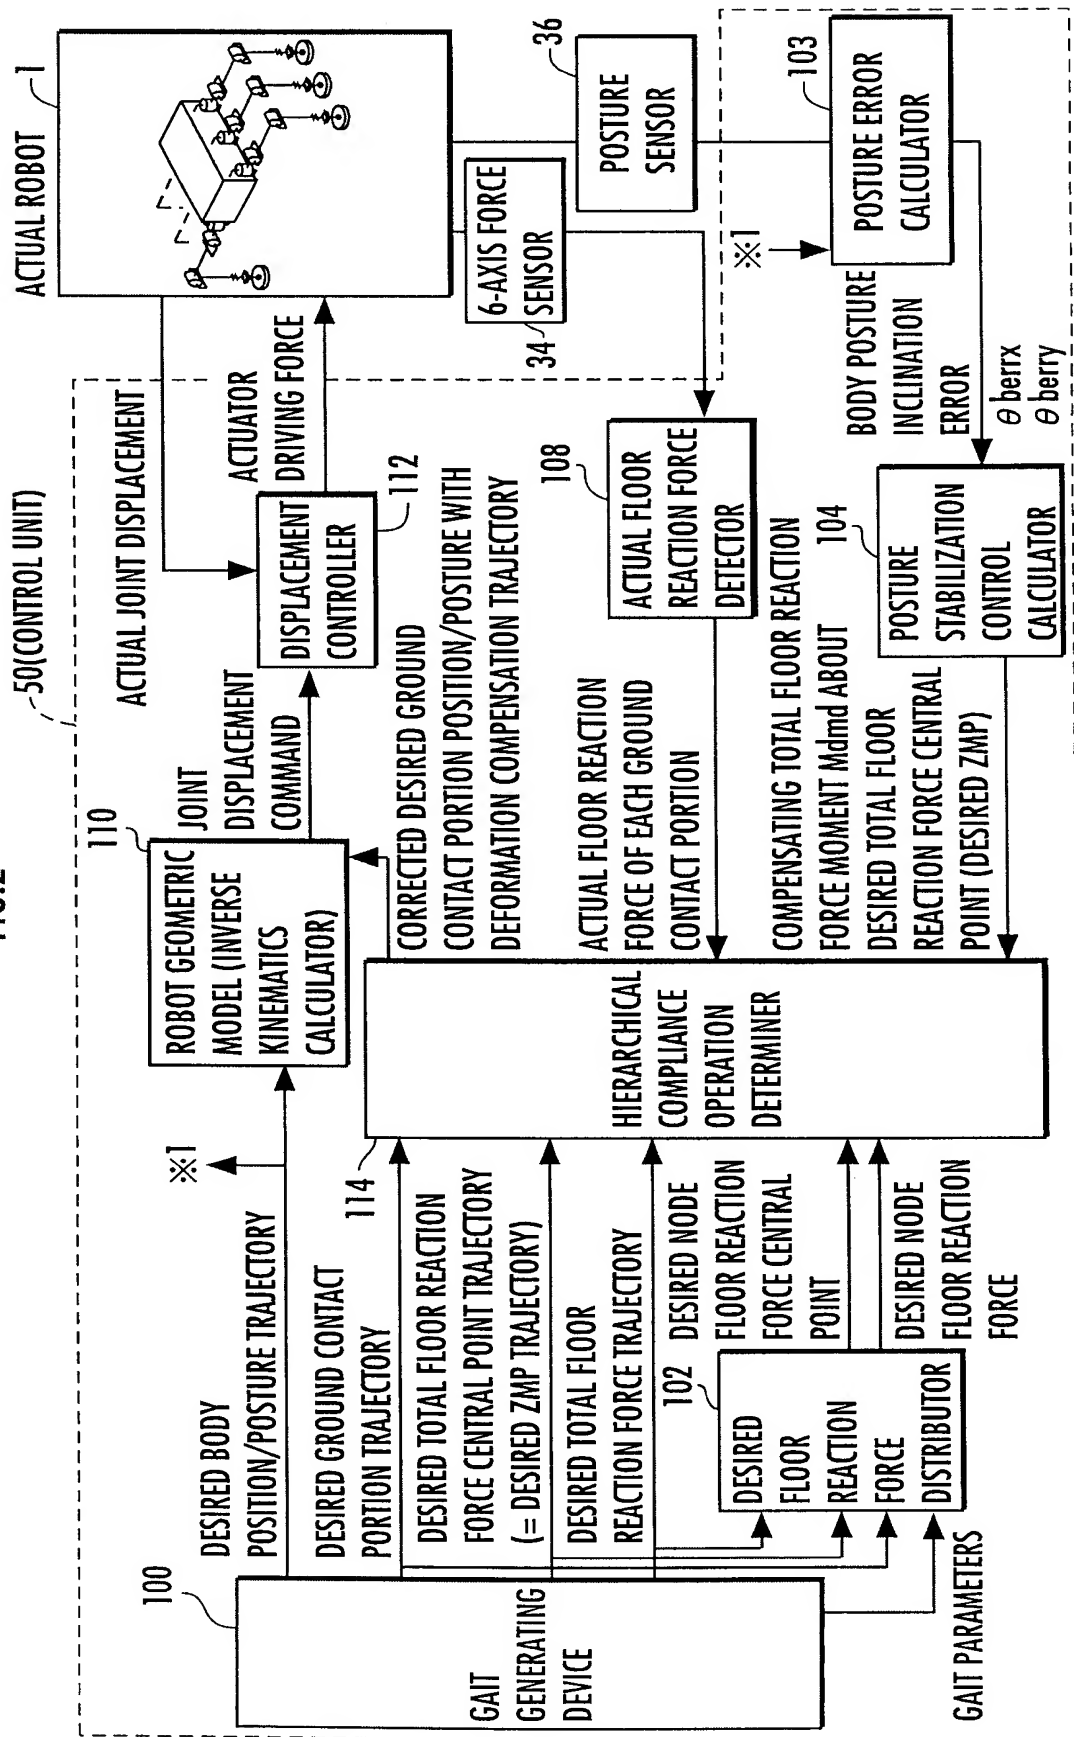 FIG.2
50(CONTROL UNIT)
ACTUAL ROBOT
1
ACTUAL JOINT DISPLACEMENT
ACTUATOR
DRIVING FORCE
36
POSTURE
SENSOR
6-AXIS FORCE
SENSOR
34
DISPLACEMENT
CONTROLLER
112
JOINT
DISPLACEMENT
COMMAND
110
ROBOT GEOMETRIC
MODEL (INVERSE
KINEMATICS
CALCULATOR)
※1
DESIRED BODY
POSITION/POSTURE TRAJECTORY
100
GAIT
GENERATING
DEVICE
DESIRED GROUND CONTACT
PORTION TRAJECTORY
DESIRED TOTAL FLOOR REACTION
FORCE CENTRAL POINT TRAJECTORY
(= DESIRED ZMP TRAJECTORY)
DESIRED TOTAL FLOOR
REACTION FORCE TRAJECTORY
114
HIERARCHICAL
COMPLIANCE
OPERATION
DETERMINER
CORRECTED DESIRED GROUND
CONTACT PORTION POSITION/POSTURE WITH
DEFORMATION COMPENSATION TRAJECTORY
ACTUAL FLOOR REACTION
FORCE OF EACH GROUND
CONTACT PORTION
108
ACTUAL FLOOR
REACTION FORCE
DETECTOR
※1
103
POSTURE ERROR
CALCULATOR
BODY POSTURE
INCLINATION
ERROR
θ berrx
θ berry
104
POSTURE
STABILIZATION
CONTROL
CALCULATOR
COMPENSATING TOTAL FLOOR REACTION
FORCE MOMENT Mdmd ABOUT
DESIRED TOTAL FLOOR
REACTION FORCE CENTRAL
POINT (DESIRED ZMP)
102
DESIRED
FLOOR
REACTION
FORCE
DISTRIBUTOR
DESIRED NODE
FLOOR REACTION
FORCE CENTRAL
POINT
DESIRED NODE
FLOOR REACTION
FORCE
GAIT PARAMETERS